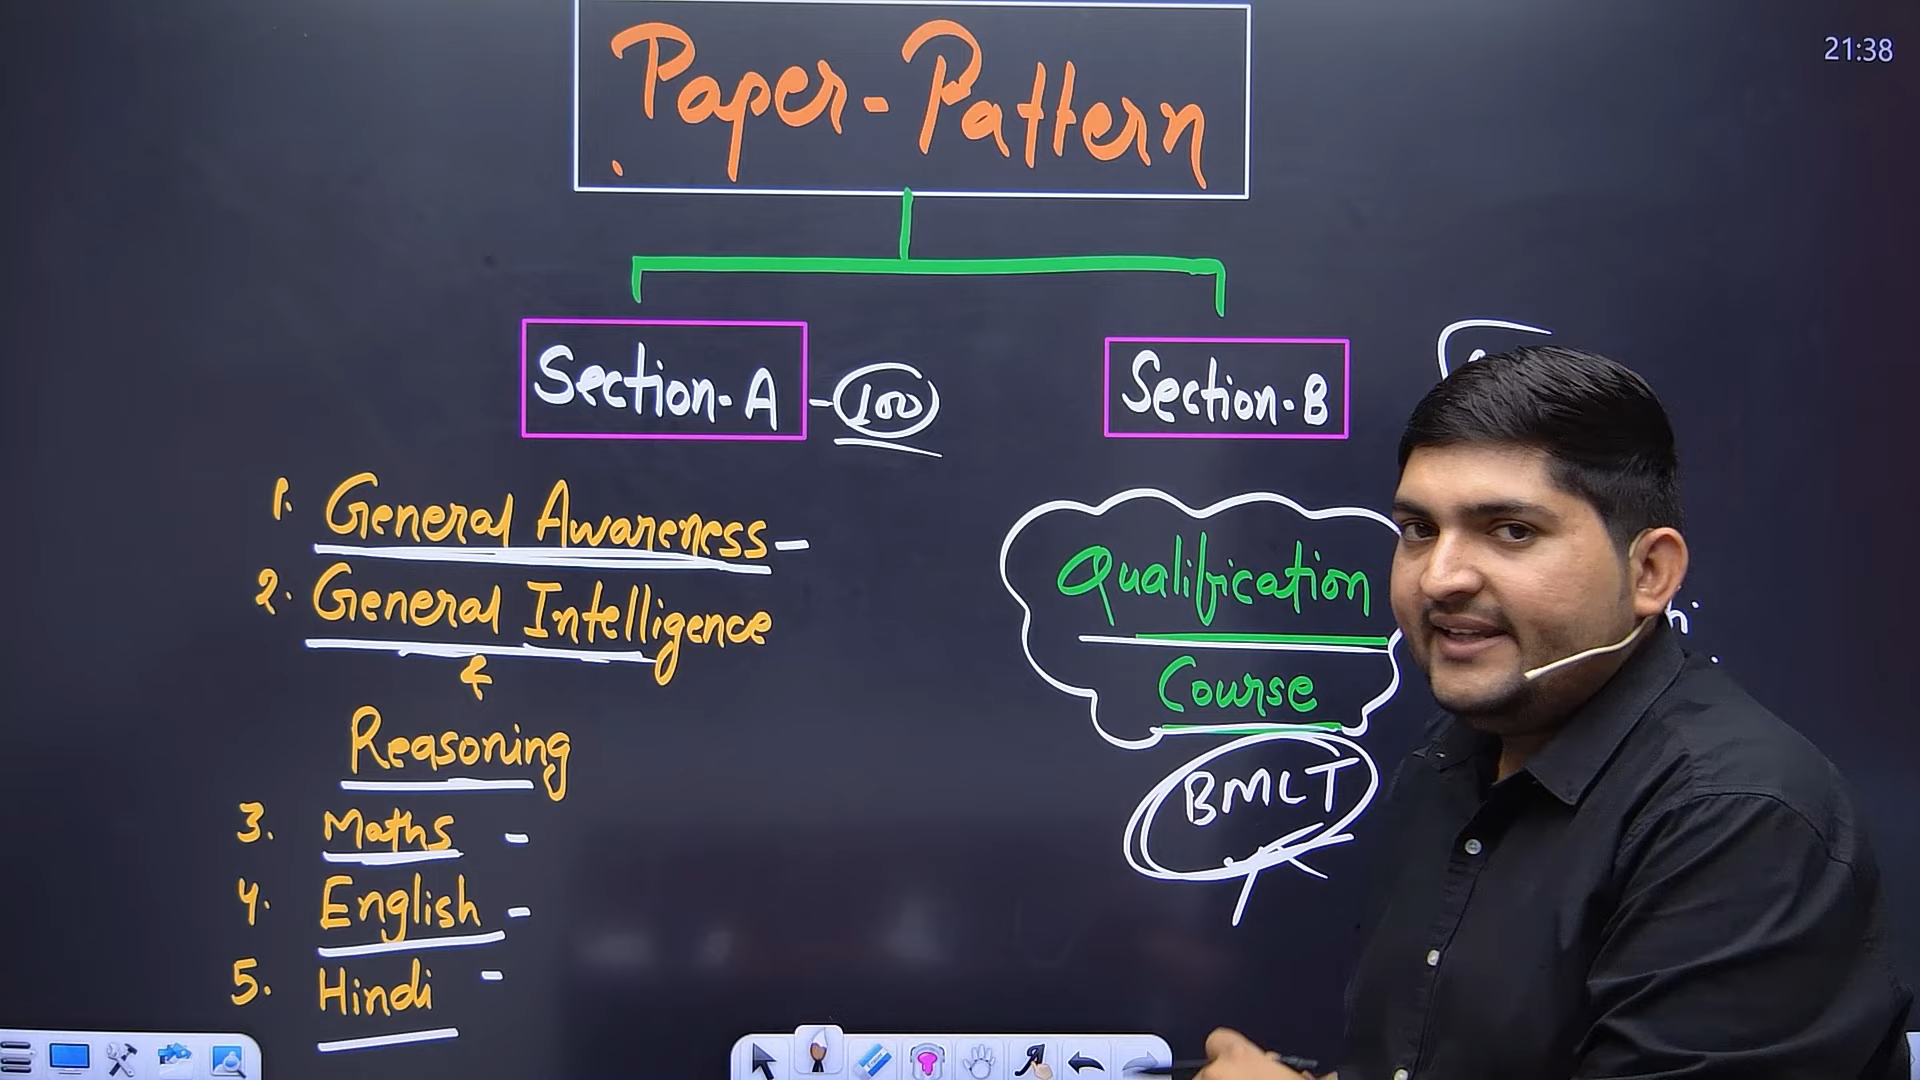 21:38
Paper-Pattern
Section-A - 100
Section-B
1. General Awareness -
2. General Intelligence
&
Reasoning
3. Maths -
4. English -
5. Hindi -
Qualification
Course
BMLT